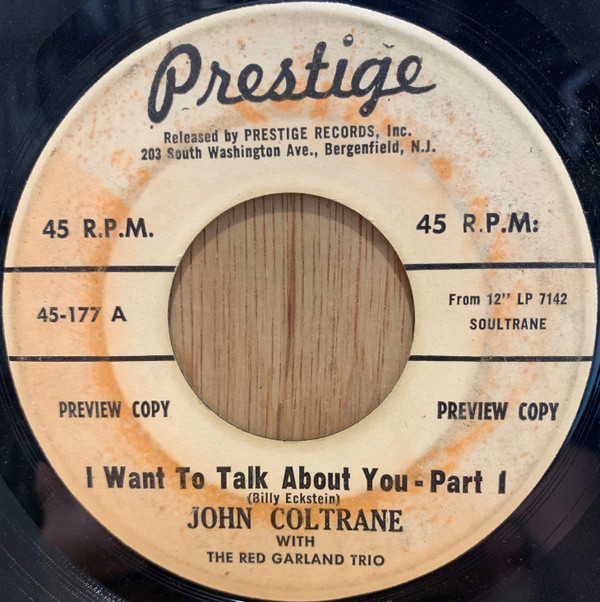 Prestige
Released by PRESTIGE RECORDS, Inc.
203 South Washington Ave., Bergenfield, N.J.
45 R.P.M.
45 R.P.M:
45-177 A
From 12" LP 7142
SOULTRANE
PREVIEW COPY
PREVIEW COPY
I Want To Talk About You - Part 1
(Billy Eckstein)
JOHN COLTRANE
WITH
THE RED GARLAND TRIO